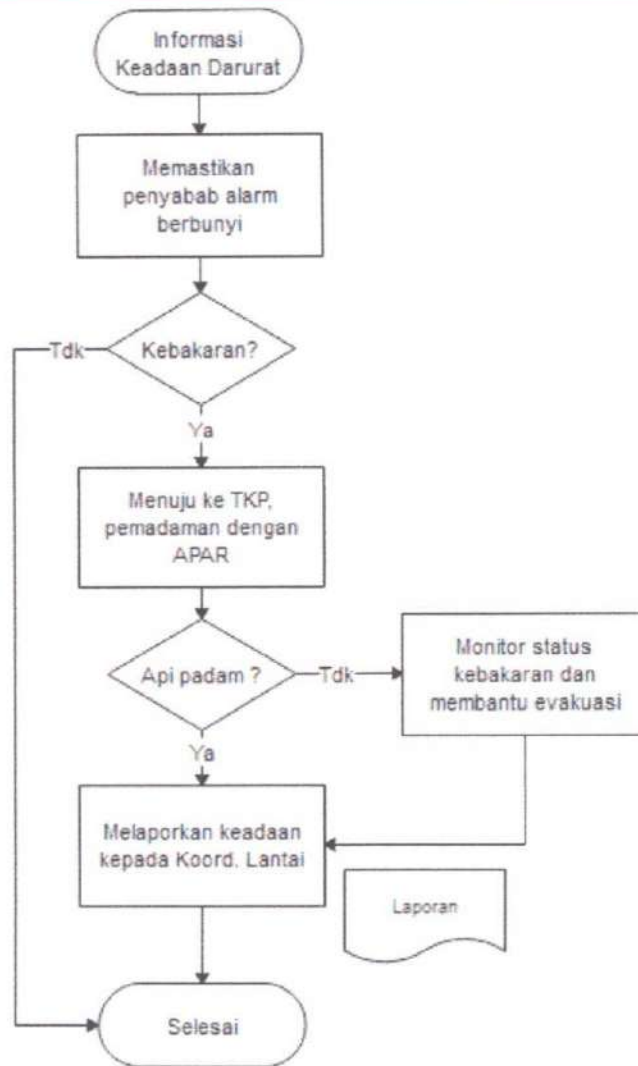 Informasi
Keadaan Darurat
Memastikan
penyabab alarm
berbunyi
Kebakaran?
Tdk
Ya
Menuju ke TKP,
pemadaman dengan
APAR
Api padam ?
Tdk
Monitor status
kebakaran dan
membantu evakuasi
Ya
Melaporkan keadaan
kepada Koord. Lantai
Laporan
Selesai